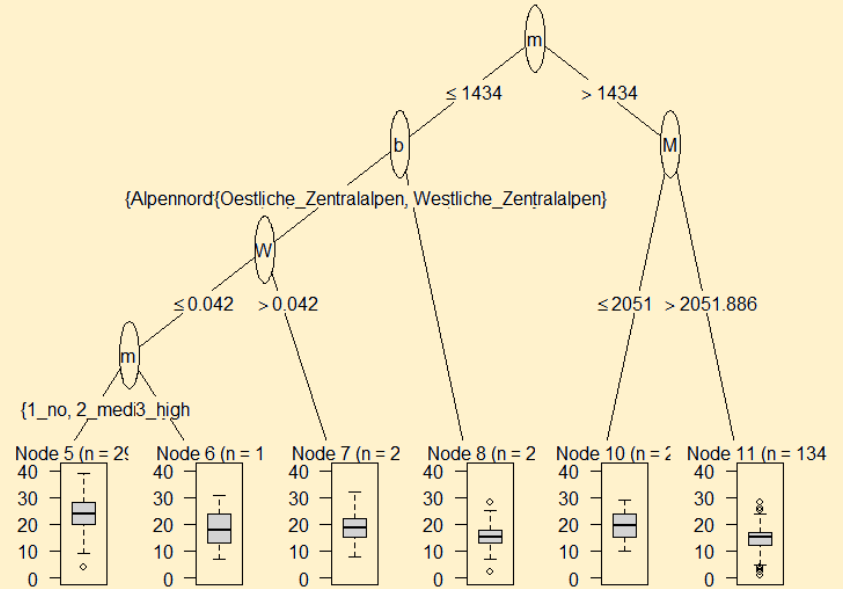 m
≤ 1434 > 1434
b M
{Alpennord{Oestliche_Zentralalpen, Westliche_Zentralalpen}
W
≤ 0.042 > 0.042 ≤ 2051 > 2051.886
m
{1_no, 2_medi3_high
Node 5 (n = 29 Node 6 (n = 1 Node 7 (n = 2 Node 8 (n = 2 Node 10 (n = 2 Node 11 (n = 134
40 40 40 40 40 40
30 30 30 30 30 30
20 20 20 20 20 20
10 10 10 10 10 10
0 0 0 0 0 0